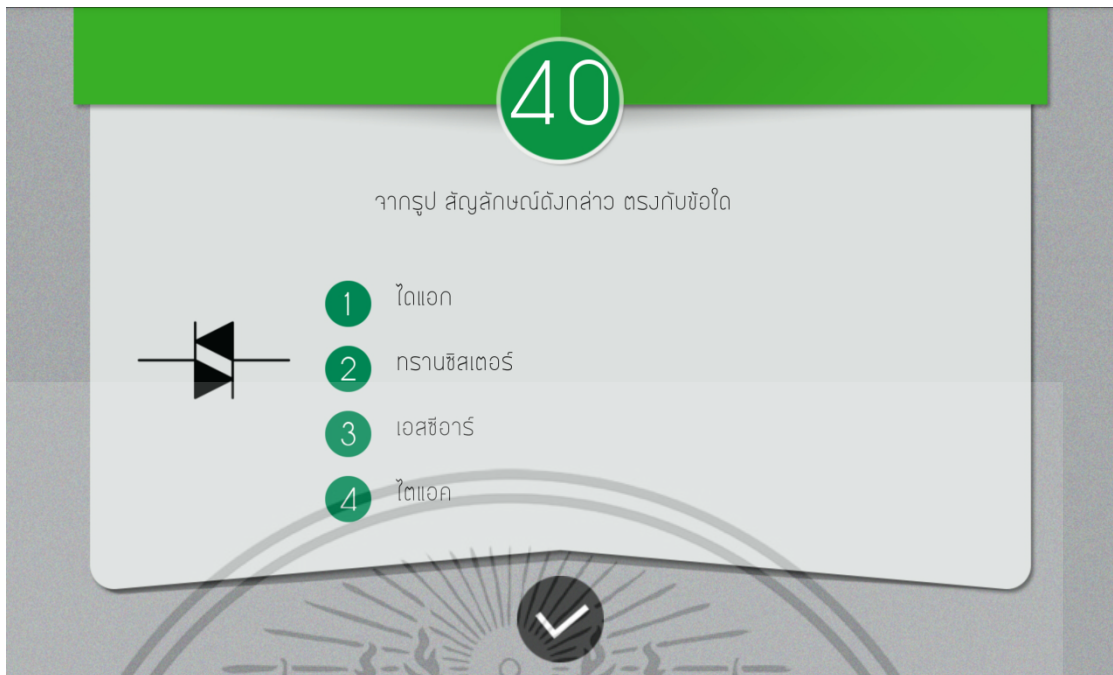 40
จากรูป สัญลักษณ์ดังกล่าว ตรงกับข้อใด
1 ไดแอก
2 ทรานซิสเตอร์
3 เอสซีอาร์
4 ไตแอค